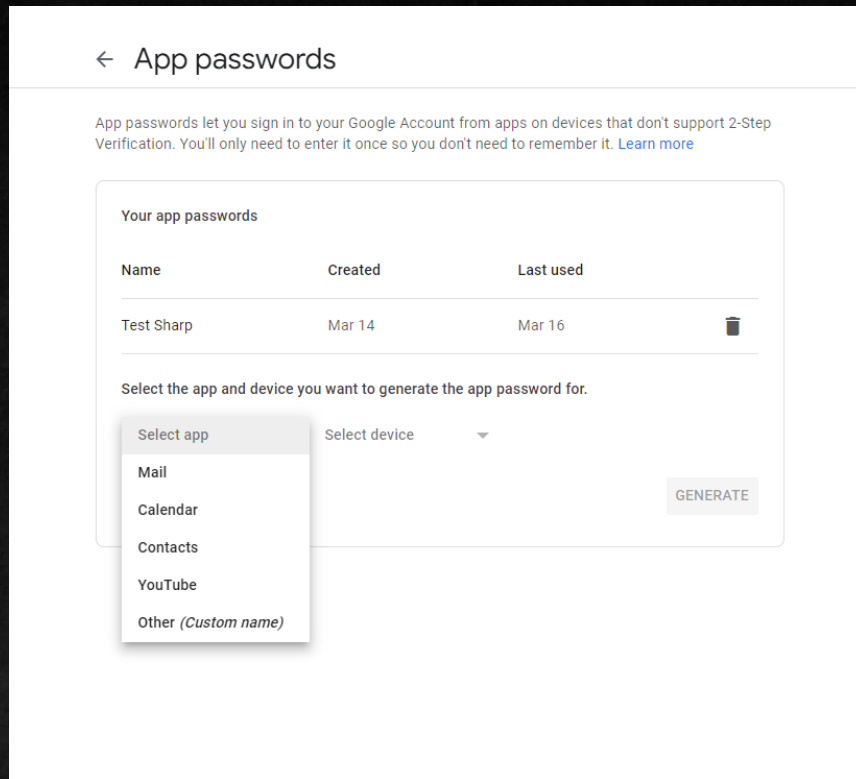 App passwords
App passwords let you sign in to your Google Account from apps on devices that don't support 2-Step
Verification. You'll only need to enter it once so you don't need to remember it. Learn more
Your app passwords
Name Created Last used
Test Sharp Mar 14 Mar 16
Select the app and device you want to generate the app password for.
Select app Select device
Mail
Calendar
GENERATE
Contacts
YouTube
Other (Custom name)